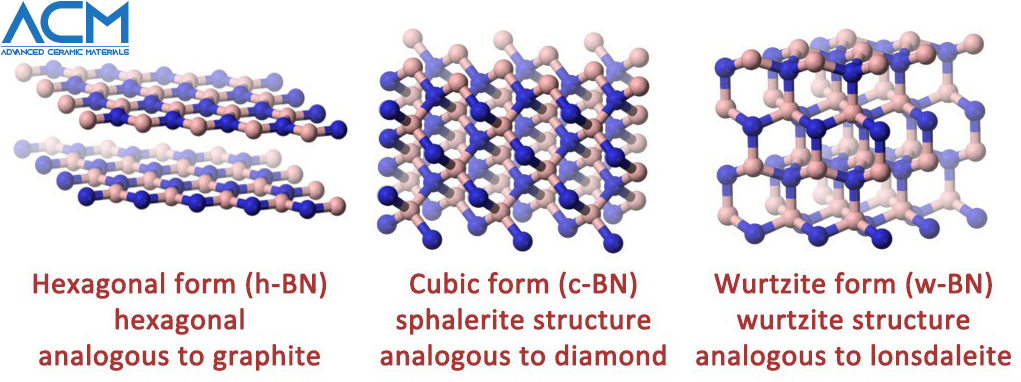 ACM
ADVANCED CERAMIC MATERIALS
Hexagonal form (h-BN)
hexagonal
analogous to graphite
Cubic form (c-BN)
sphalerite structure
analogous to diamond
Wurtzite form (w-BN)
wurtzite structure
analogous to lonsdaleite